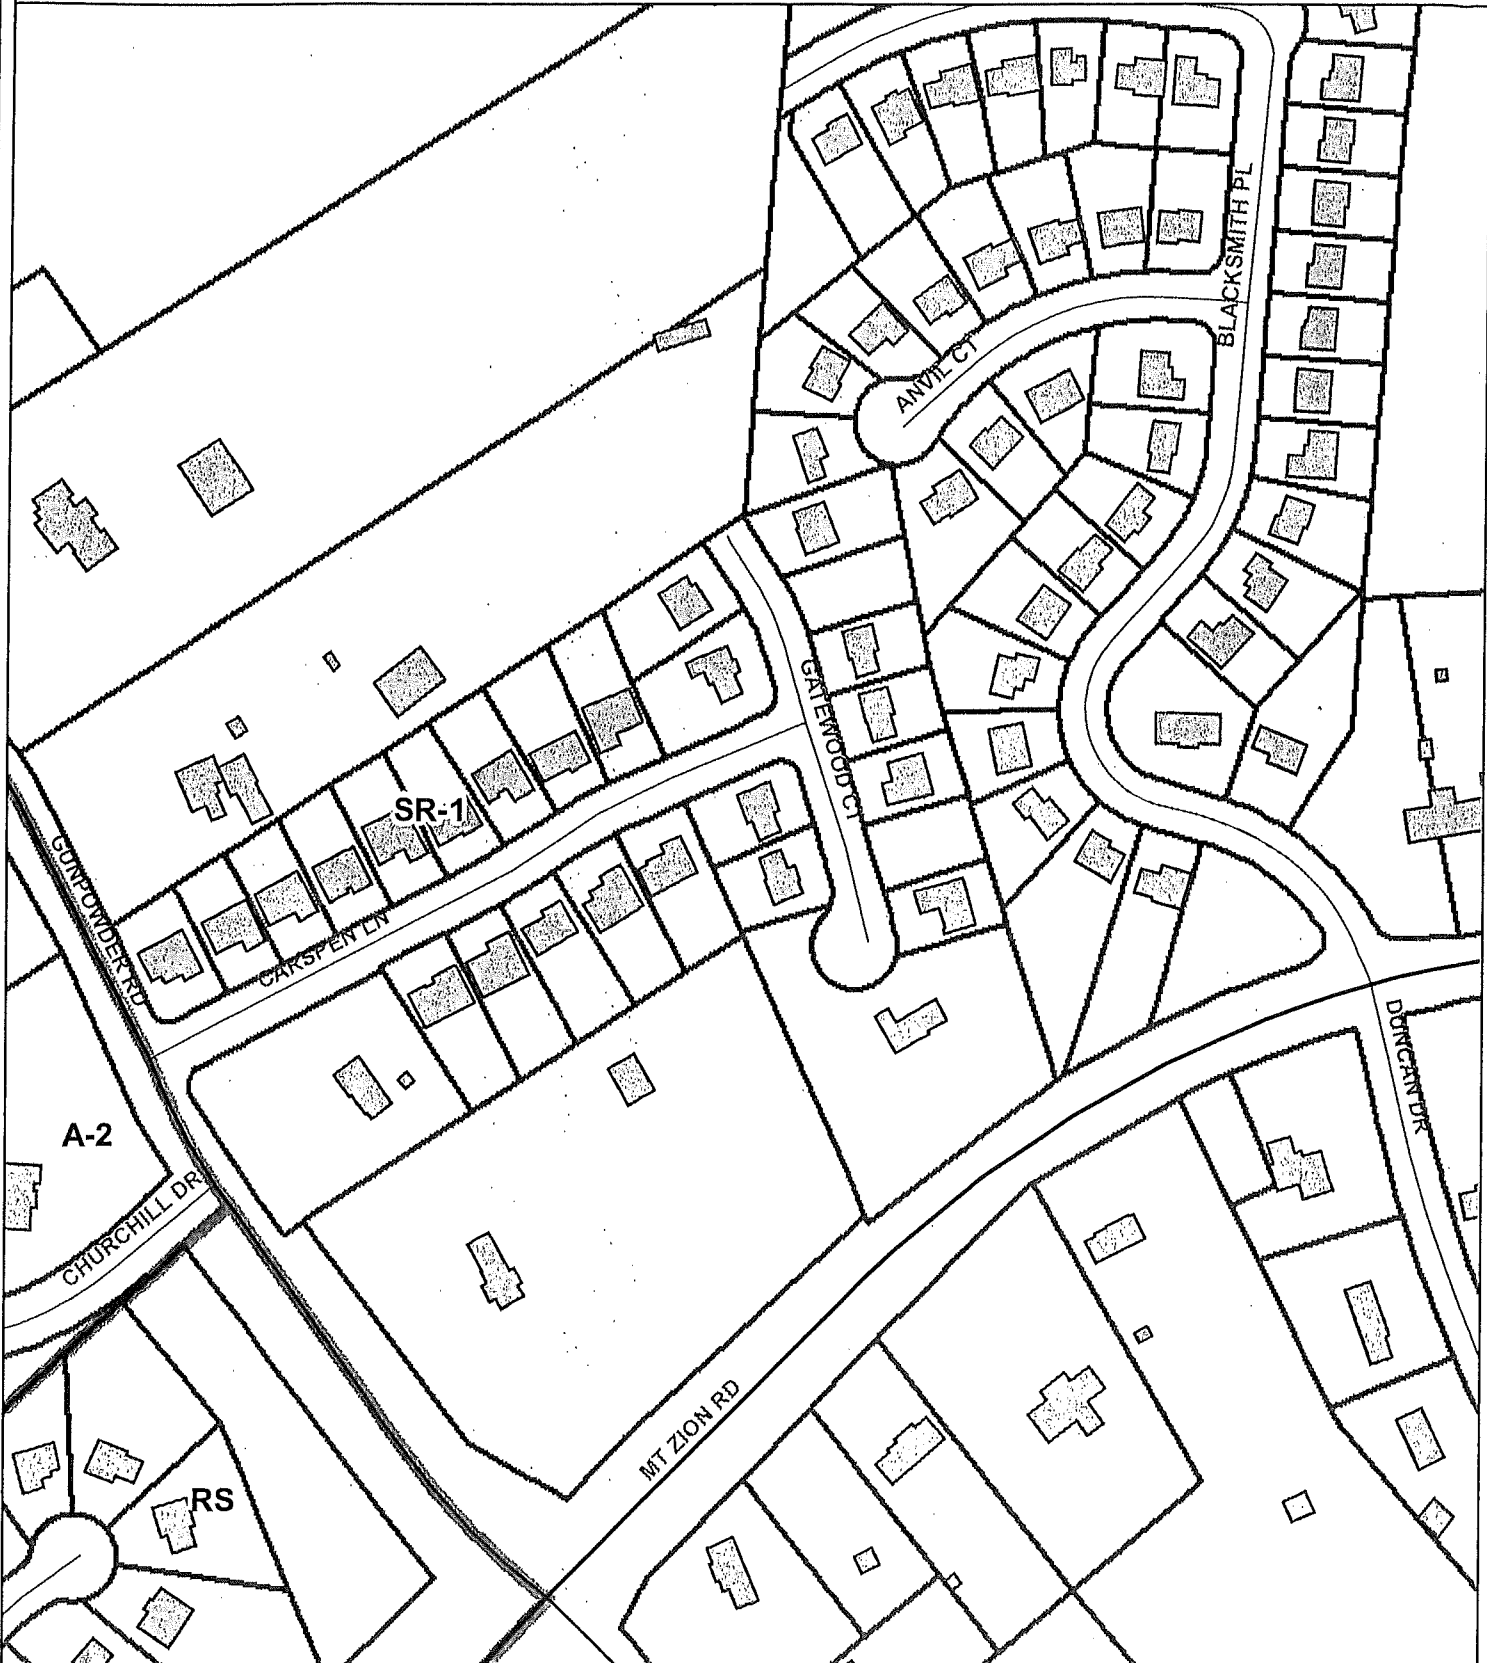 BLACKSMITH PL
ANVIL CT
GATEWOOD CT
SR-1
GUNPOWDER RD
CARSPEN LN
DUNCAN DR
A-2
CHURCHILL DR
MT ZION RD
RS